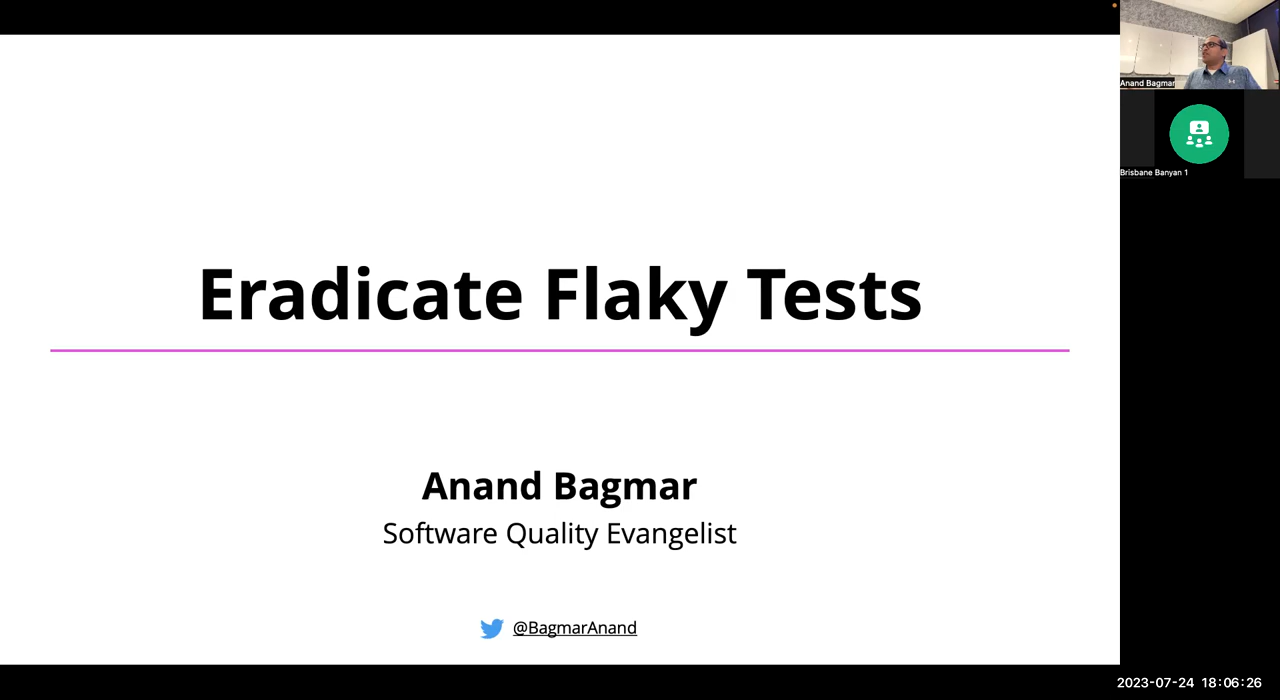 Eradicate Flaky Tests
Anand Bagmar
Software Quality Evangelist
@BagmarAnand
Anand Bagmar
Brisbane Banyan 1
2023-07-24 18:06:26